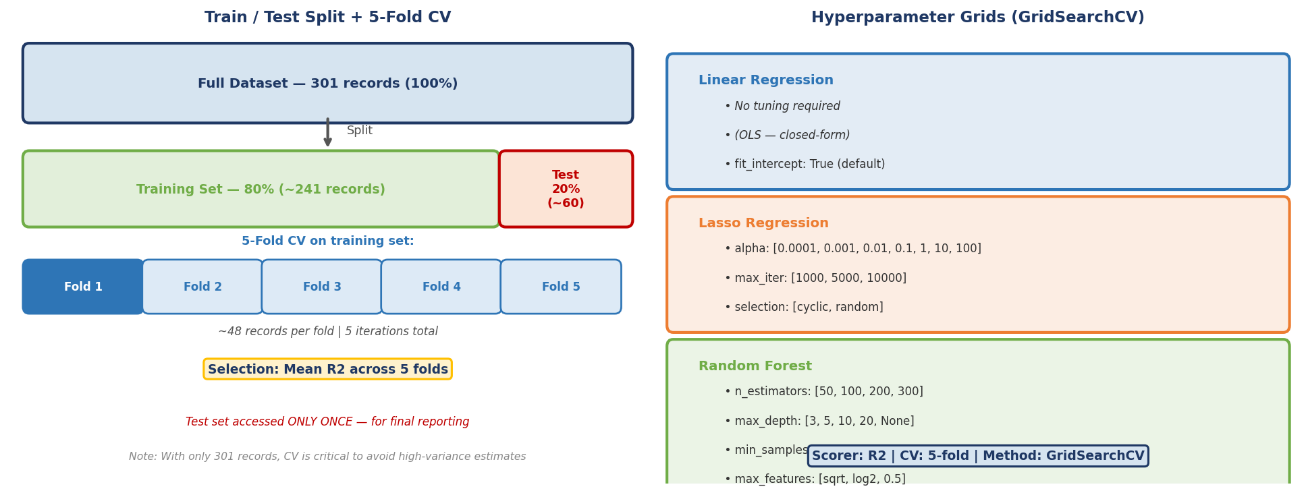 Train / Test Split + 5-Fold CV
Full Dataset — 301 records (100%)
Split
Training Set — 80% (~241 records)
Test
20%
(~60)
5-Fold CV on training set:
Fold 1
Fold 2
Fold 3
Fold 4
Fold 5
~48 records per fold | 5 iterations total
Selection: Mean R2 across 5 folds
Test set accessed ONLY ONCE — for final reporting
Note: With only 301 records, CV is critical to avoid high-variance estimates
Hyperparameter Grids (GridSearchCV)
Linear Regression
• No tuning required
• (OLS — closed-form)
• fit_intercept: True (default)
Lasso Regression
• alpha: [0.0001, 0.001, 0.01, 0.1, 1, 10, 100]
• max_iter: [1000, 5000, 10000]
• selection: [cyclic, random]
Random Forest
• n_estimators: [50, 100, 200, 300]
• max_depth: [3, 5, 10, 20, None]
• min_samples
Scorer: R2 | CV: 5-fold | Method: GridSearchCV
• max_features: [sqrt, log2, 0.5]